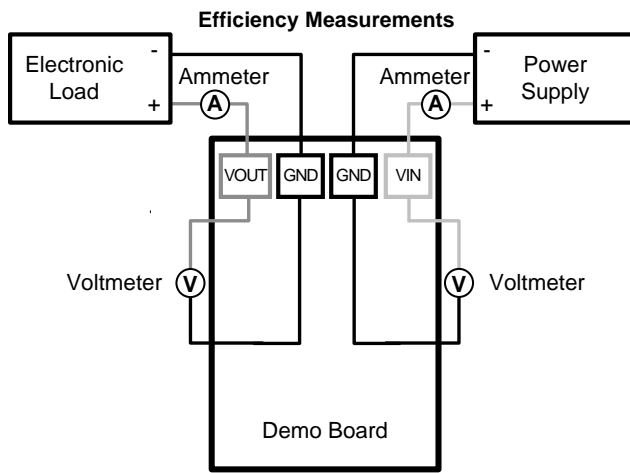 Efficiency Measurements
Electronic
Load
-
+
Ammeter
A
Ammeter
A
-
+
Power
Supply
VOUT
GND
GND
VIN
Voltmeter
V
V
Voltmeter
Demo Board